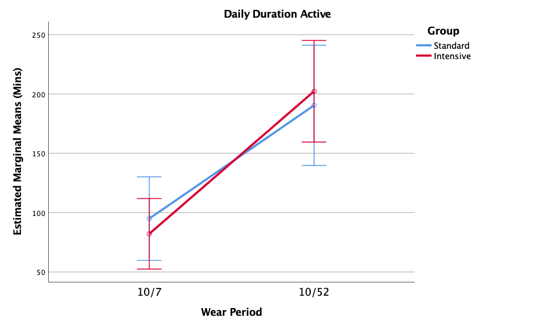 Daily Duration Active
Group
Standard
Intensive
Estimated Marginal Means (Mins)
250
200
150
100
50
10/7
10/52
Wear Period